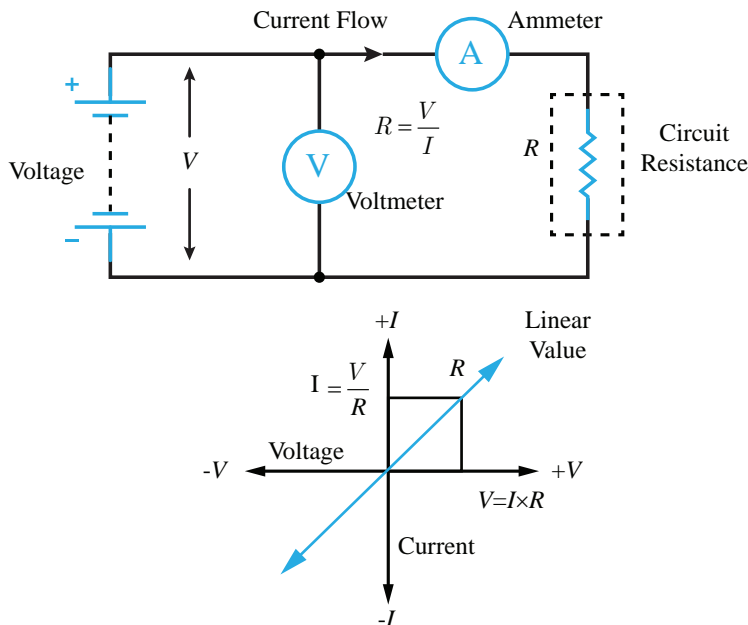 Current Flow
Ammeter
A
+
R = V/I
V
V
Voltage
Voltmeter
R
Circuit
Resistance
−
+I
Linear
Value
I = V/R
R
Voltage
-V
+V
V=I×R
Current
-I